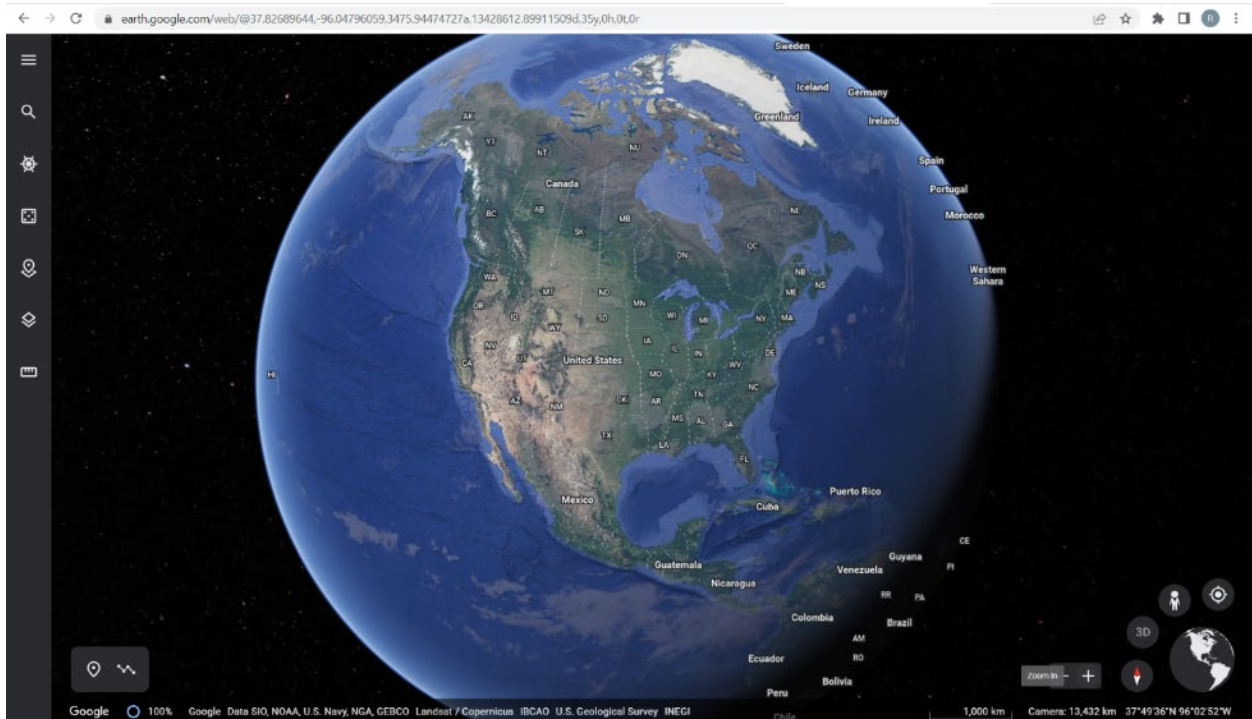 earth.google.com/web/@37.82689644,-96.04796059,3475.94474727a,13428612.89911509d,35y,0h,0t,0r
R
Sweden
Iceland
Germany
Greenland
Ireland
AK
YT
NT
NU
Spain
Canada
Portugal
AB
BC
MB
NL
Morocco
SK
QC
ON
Western
Sahara
NB
NS
WA
MT
ND
ME
OR
MN
ID
SD
WI
MI
NY
MA
WY
NV
IA
IL
IN
DE
UT
United States
CA
WV
HI
MO
KY
NC
AZ
NM
OK
AR
TN
MS
AL
GA
TX
LA
FL
Puerto Rico
Mexico
Cuba
CE
Guyana
Guatemala
Venezuela
PI
Nicaragua
RR
PA
Colombia
Brazil
AM
3D
Ecuador
RO
Zoom In
Bolivia
Peru
Chile
Google 100% Google Data SIO, NOAA, U.S. Navy, NGA, GEBCO Landsat / Copernicus IBCAO U.S. Geological Survey INEGI 1,000 km Camera: 13,432 km 37°49'36"N 96°02'52"W